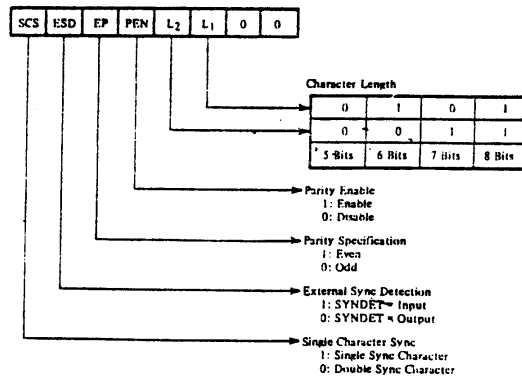 SCS ESD EP PEN L2 L1 0 0
Character Length
0 1 0 1
0 0 1 1
5 Bits 6 Bits 7 Bits 8 Bits
Parity Enable
1: Enable
0: Disable
Parity Specification
1: Even
0: Odd
External Sync Detection
1: SYNDET = Input
0: SYNDET = Output
Single Character Sync
1: Single Sync Character
0: Double Sync Character